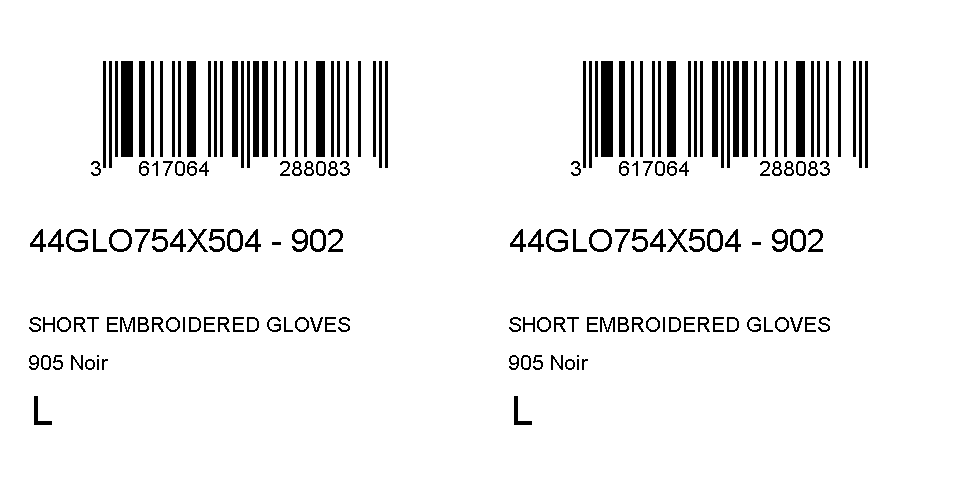 3 617064 288083
44GLO754X504 - 902
SHORT EMBROIDERED GLOVES
905 Noir
L
3 617064 288083
44GLO754X504 - 902
SHORT EMBROIDERED GLOVES
905 Noir
L